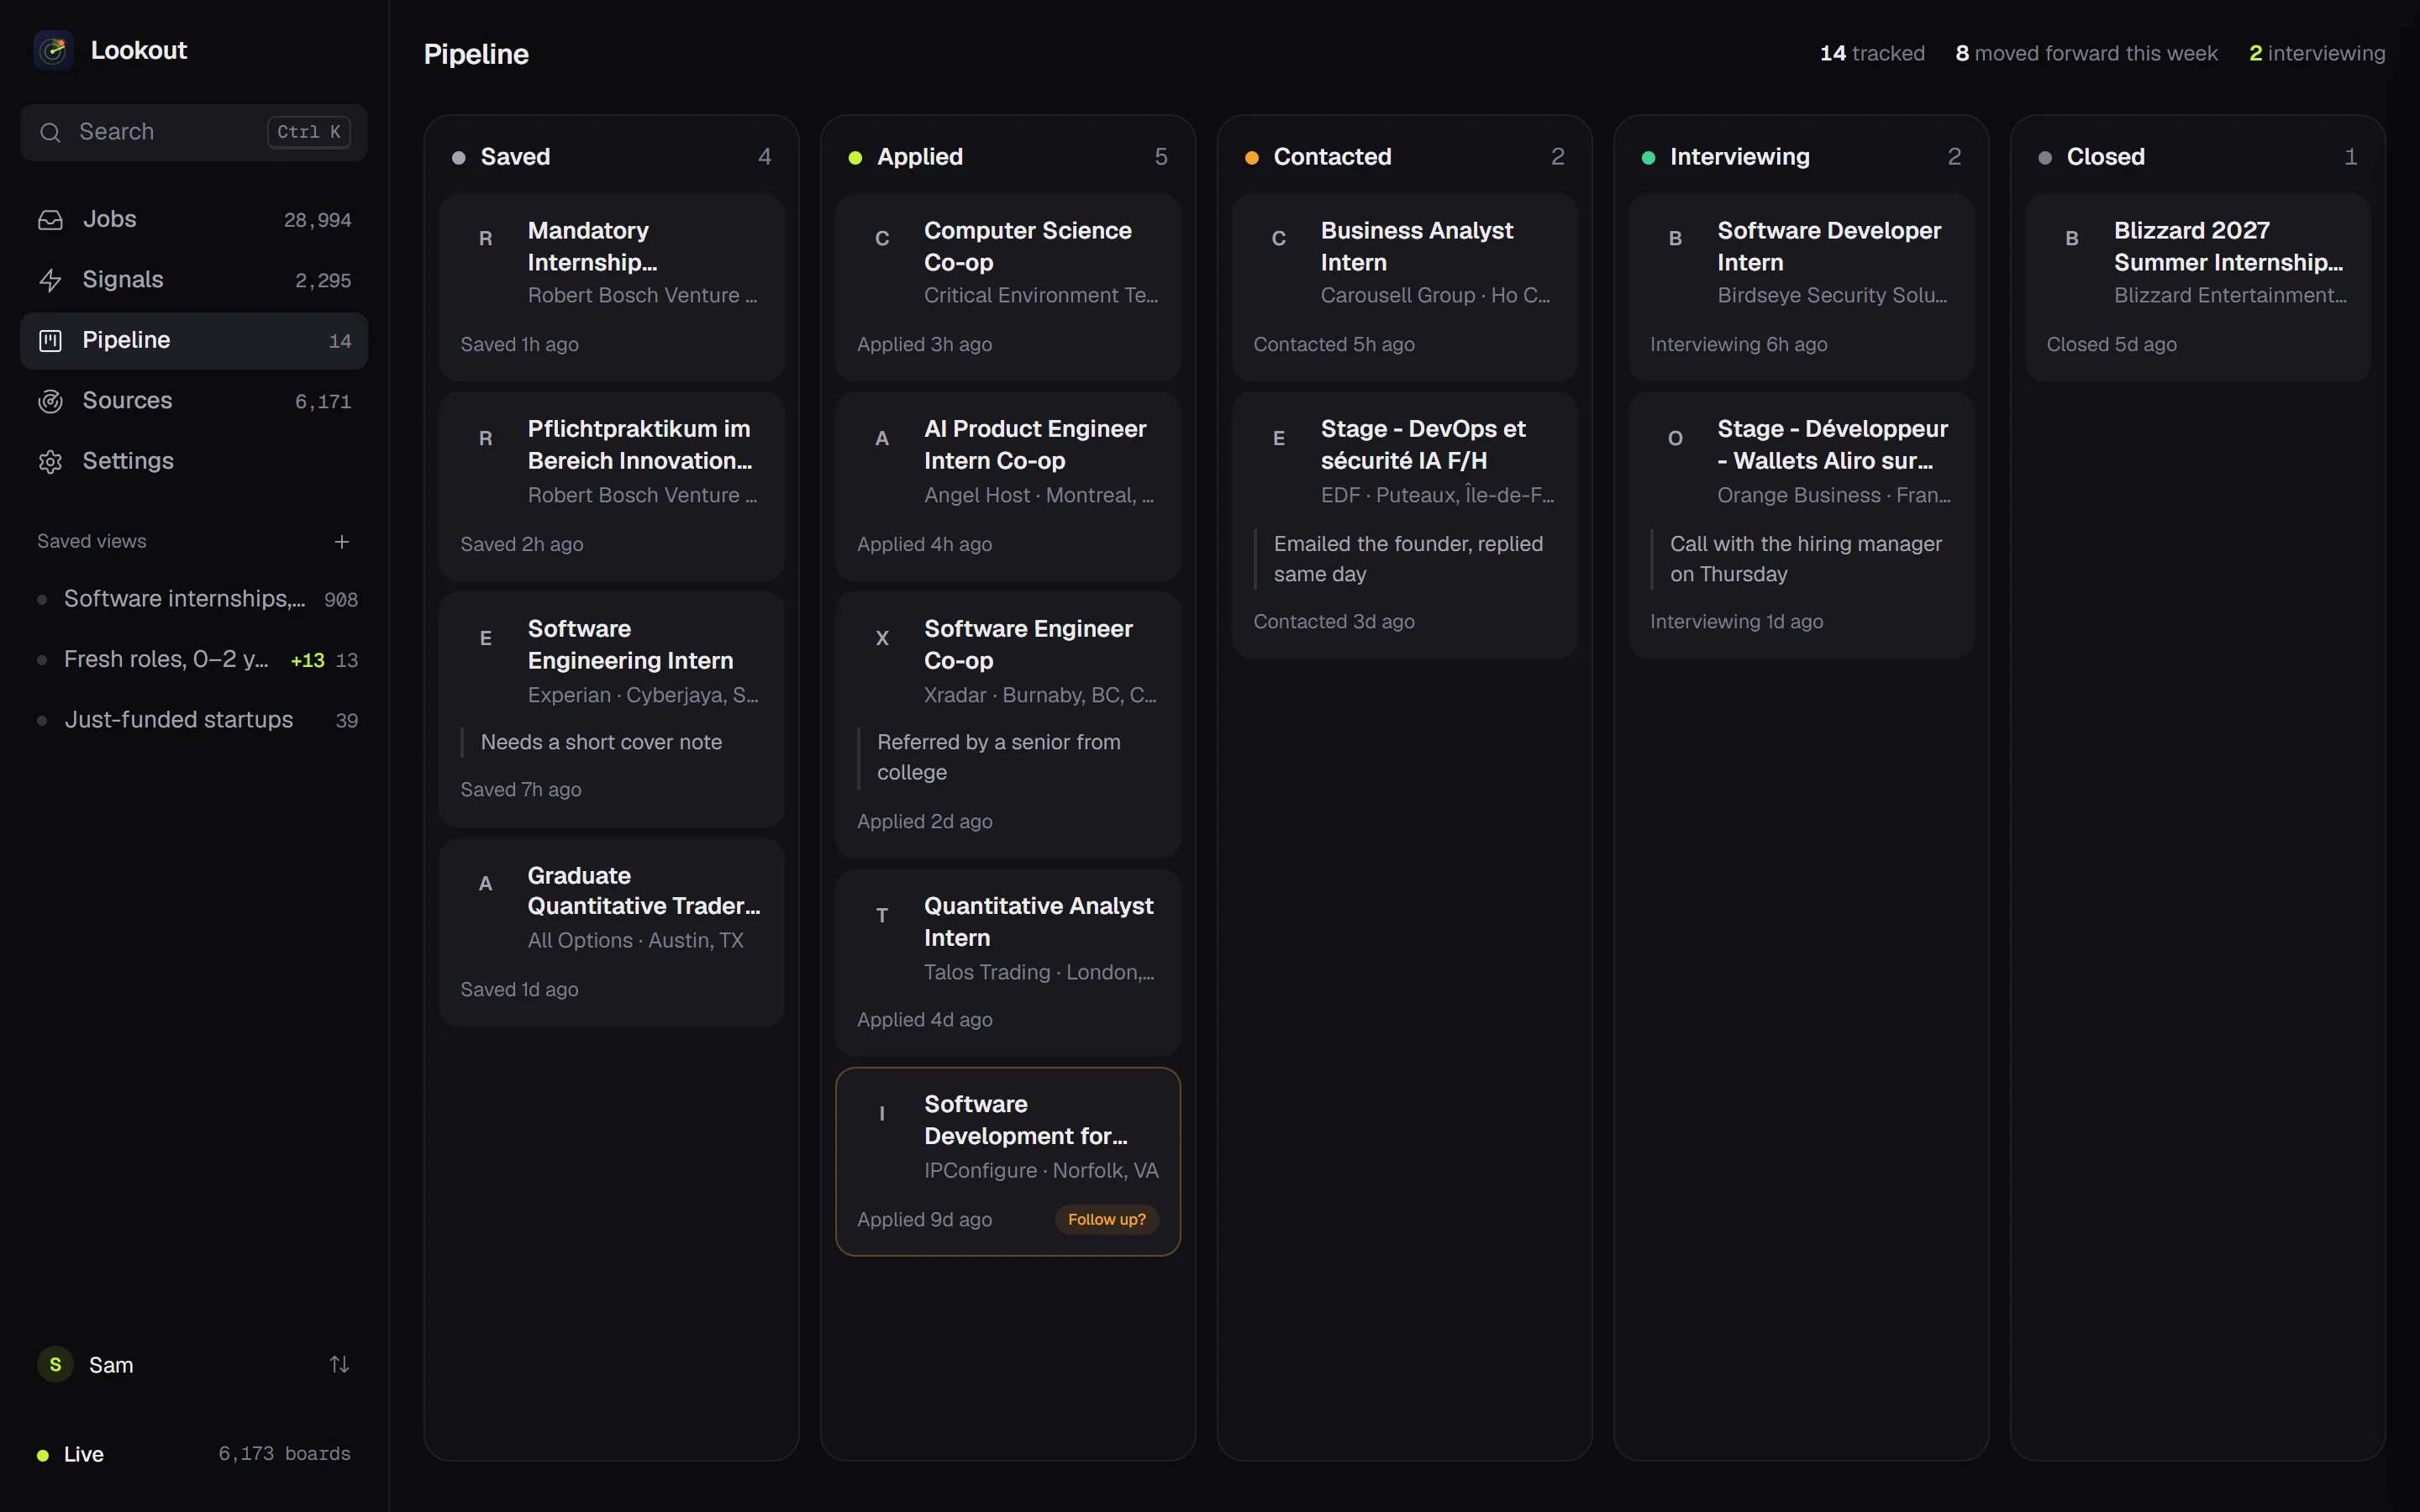 Lookout
Search Ctrl K
Jobs 28,994
Signals 2,295
Pipeline 14
Sources 6,171
Settings
Saved views +
Software internships,... 908
Fresh roles, 0–2 y... +13 13
Just-funded startups 39
S Sam
Live 6,173 boards
Pipeline
14 tracked 8 moved forward this week 2 interviewing
Saved 4
R
Mandatory
Internship...
Robert Bosch Venture ...
Saved 1h ago
R
Pflichtpraktikum im
Bereich Innovation...
Robert Bosch Venture ...
Saved 2h ago
E
Software
Engineering Intern
Experian · Cyberjaya, S...
Needs a short cover note
Saved 7h ago
A
Graduate
Quantitative Trader...
All Options · Austin, TX
Saved 1d ago
Applied 5
C
Computer Science
Co-op
Critical Environment Te...
Applied 3h ago
A
AI Product Engineer
Intern Co-op
Angel Host · Montreal, ...
Applied 4h ago
X
Software Engineer
Co-op
Xradar · Burnaby, BC, C...
Referred by a senior from
college
Applied 2d ago
T
Quantitative Analyst
Intern
Talos Trading · London,...
Applied 4d ago
I
Software
Development for...
IPConfigure · Norfolk, VA
Applied 9d ago Follow up?
Contacted 2
C
Business Analyst
Intern
Carousell Group · Ho C...
Contacted 5h ago
E
Stage - DevOps et
sécurité IA F/H
EDF · Puteaux, Île-de-F...
Emailed the founder, replied
same day
Contacted 3d ago
Interviewing 2
B
Software Developer
Intern
Birdseye Security Solu...
Interviewing 6h ago
O
Stage - Développeur
- Wallets Aliro sur...
Orange Business · Fran...
Call with the hiring manager
on Thursday
Interviewing 1d ago
Closed 1
B
Blizzard 2027
Summer Internship...
Blizzard Entertainment...
Closed 5d ago